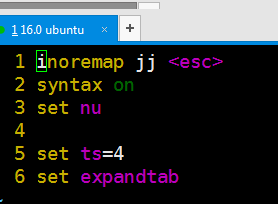 1 16.0 ubuntu × +
1 inoremap jj <esc>
2 syntax on
3 set nu
4
5 set ts=4
6 set expandtab